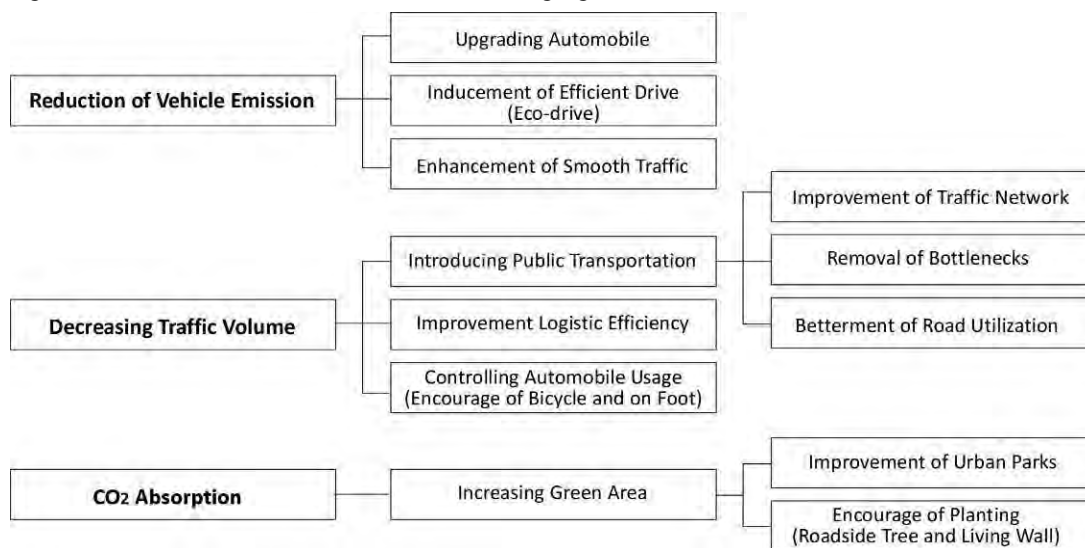 Upgrading Automobile
Reduction of Vehicle Emission
Inducement of Efficient Drive
(Eco-drive)
Enhancement of Smooth Traffic
Improvement of Traffic Network
Introducing Public Transportation
Removal of Bottlenecks
Decreasing Traffic Volume
Improvement Logistic Efficiency
Betterment of Road Utilization
Controlling Automobile Usage
(Encourage of Bicycle and on Foot)
Improvement of Urban Parks
CO2 Absorption
Increasing Green Area
Encourage of Planting
(Roadside Tree and Living Wall)